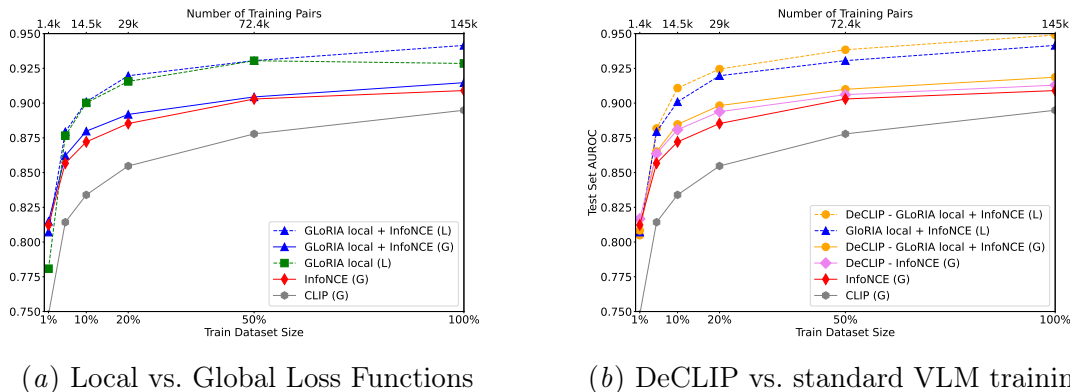 Number of Training Pairs
1.4k 14.5k 29k 72.4k 145k
0.950
0.925
0.900
0.875
0.850
0.825
0.800
0.775
0.750
GLoRIA local + InfoNCE (L)
GLoRIA local + InfoNCE (G)
GLoRIA local (L)
InfoNCE (G)
CLIP (G)
1% 10% 20% 50% 100%
Train Dataset Size
(a) Local vs. Global Loss Functions
Number of Training Pairs
1.4k 14.5k 29k 72.4k 145k
Test Set AUROC
0.950
0.925
0.900
0.875
0.850
0.825
0.800
0.775
0.750
DeCLIP - GLoRIA local + InfoNCE (L)
GloRIA local + InfoNCE (L)
DeCLIP - GLoRIA local + InfoNCE (G)
DeCLIP - InfoNCE (G)
InfoNCE (G)
CLIP (G)
1% 10% 20% 50% 100%
Train Dataset Size
(b) DeCLIP vs. standard VLM training